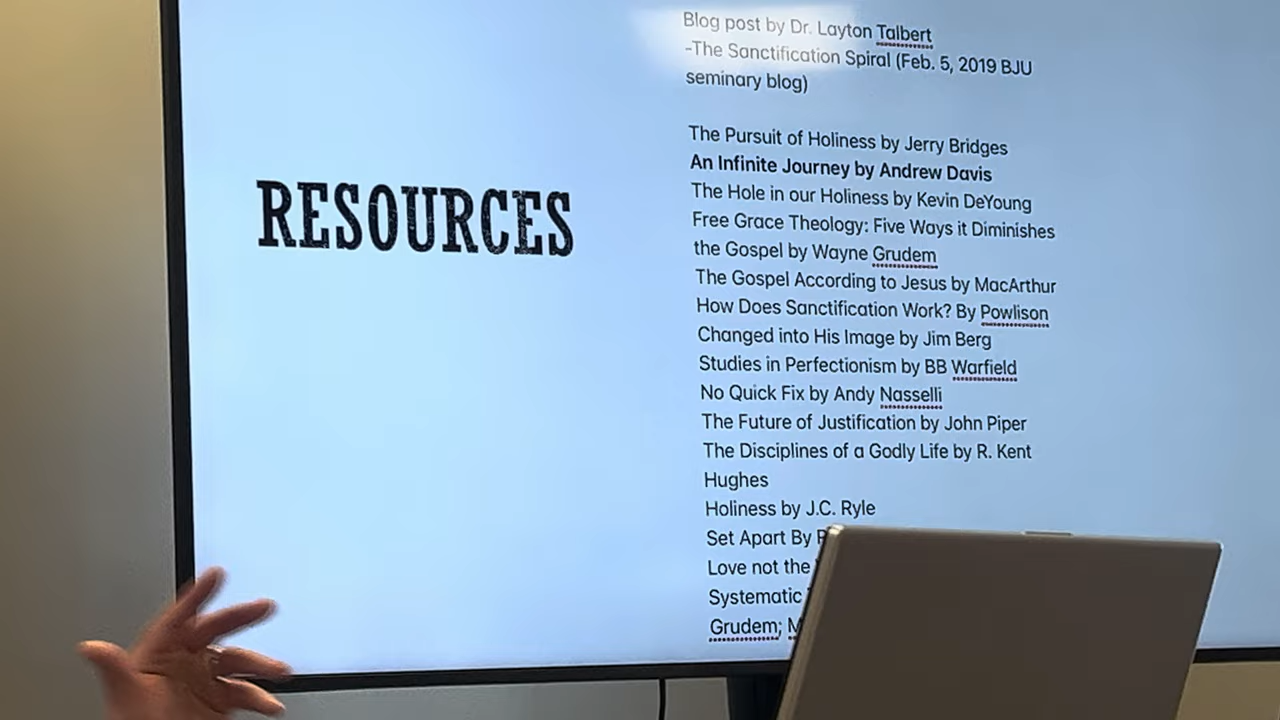 RESOURCES
Blog post by Dr. Layton Talbert
-The Sanctification Spiral (Feb. 5, 2019 BJU
seminary blog)
The Pursuit of Holiness by Jerry Bridges
An Infinite Journey by Andrew Davis
The Hole in our Holiness by Kevin DeYoung
Free Grace Theology: Five Ways it Diminishes
the Gospel by Wayne Grudem
The Gospel According to Jesus by MacArthur
How Does Sanctification Work? By Powlison
Changed into His Image by Jim Berg
Studies in Perfectionism by BB Warfield
No Quick Fix by Andy Nasselli
The Future of Justification by John Piper
The Disciplines of a Godly Life by R. Kent
Hughes
Holiness by J.C. Ryle
Set Apart By
Love not the
Systematic
Grudem;